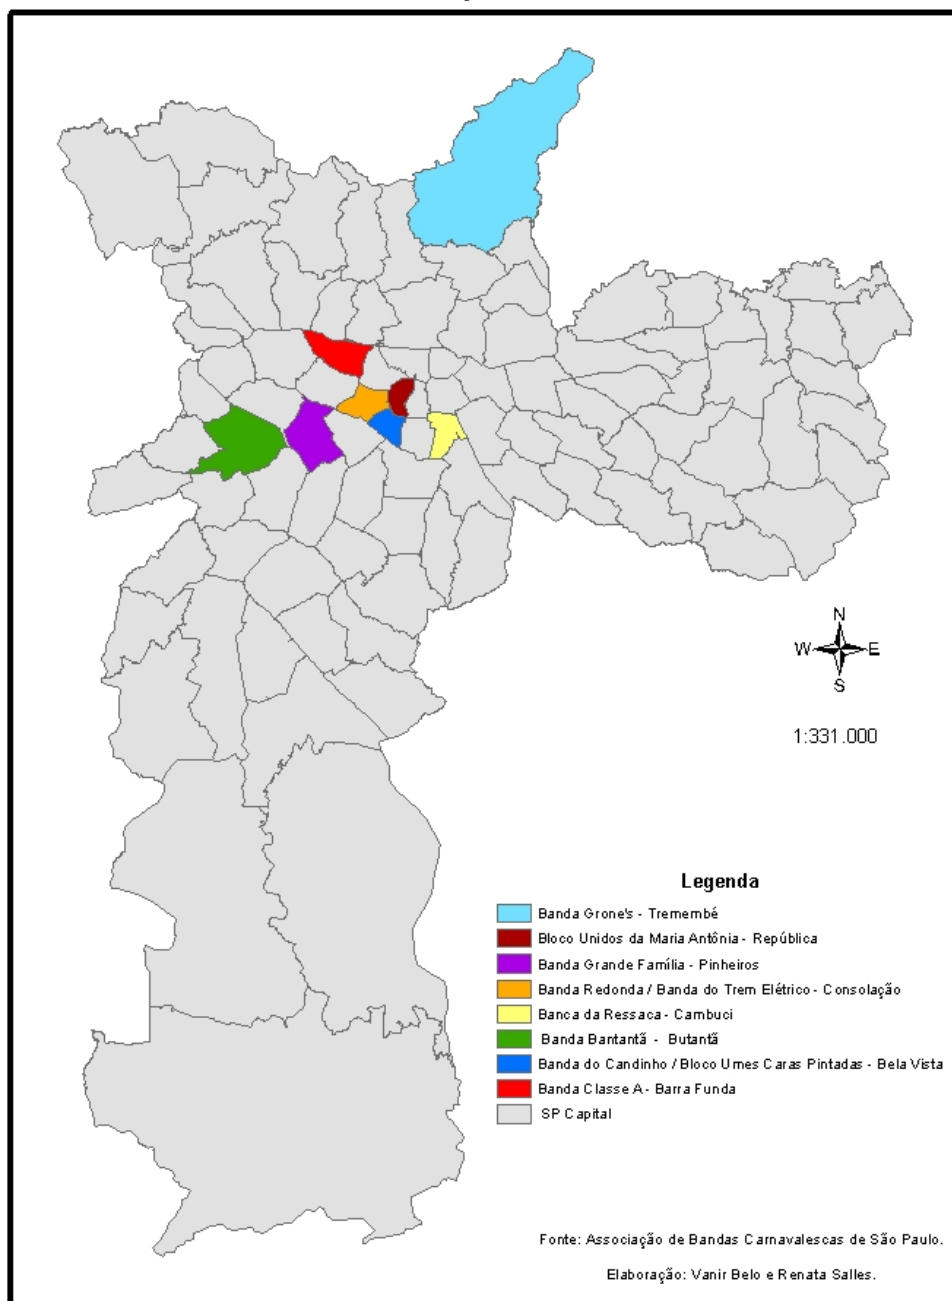 N
W E
S
1:331.000
Legenda
Banda Grone's - Tremembé
Bloco Unidos da Maria Antônia - República
Banda Grande Família - Pinheiros
Banda Redonda / Banda do Trem Elétrico - Consolação
Banca da Ressaca - Cambuci
Banda Bantantã - Butantã
Banda do Candinho / Bloco Umes Caras Pintadas - Bela Vista
Banda Classe A - Barra Funda
SP Capital
Fonte: Associação de Bandas Carnavalescas de São Paulo.
Elaboração: Vanir Belo e Renata Salles.